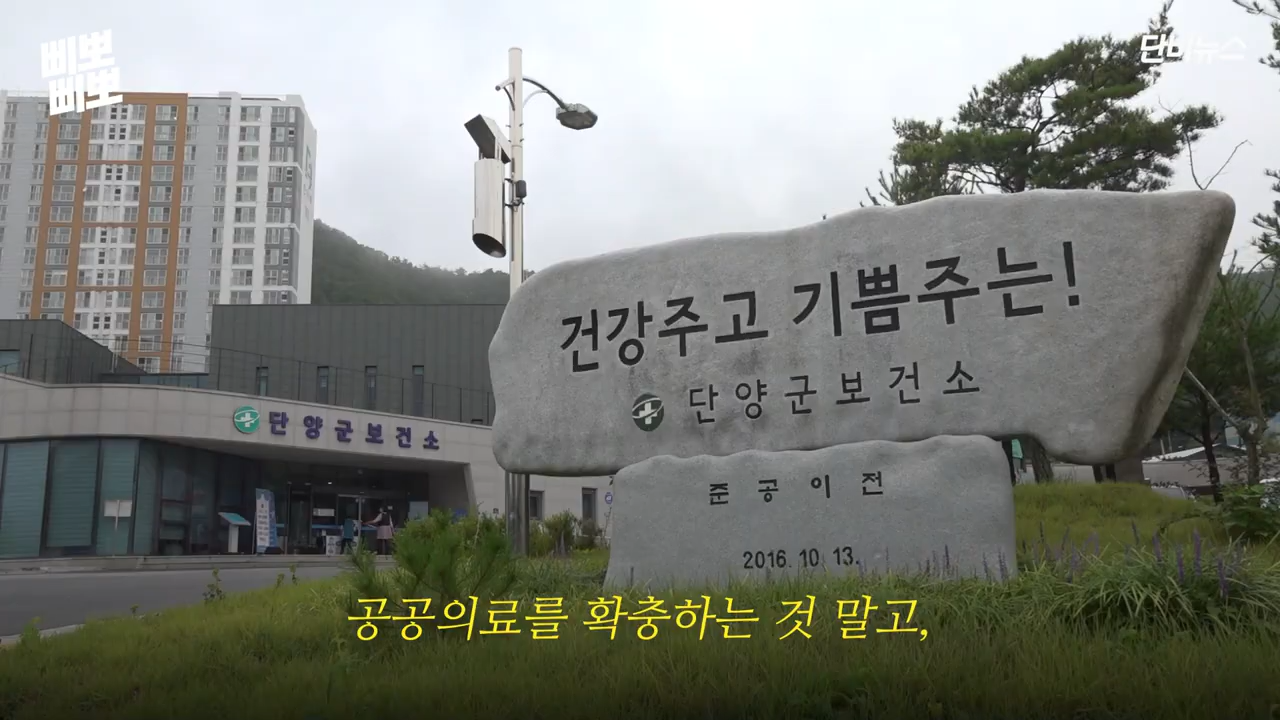 삐뽀
삐뽀
단비뉴스
건강주고 기쁨주는!
단양군보건소
단양군보건소
준공이전
2016. 10. 13.
공공의료를 확충하는 것 말고,